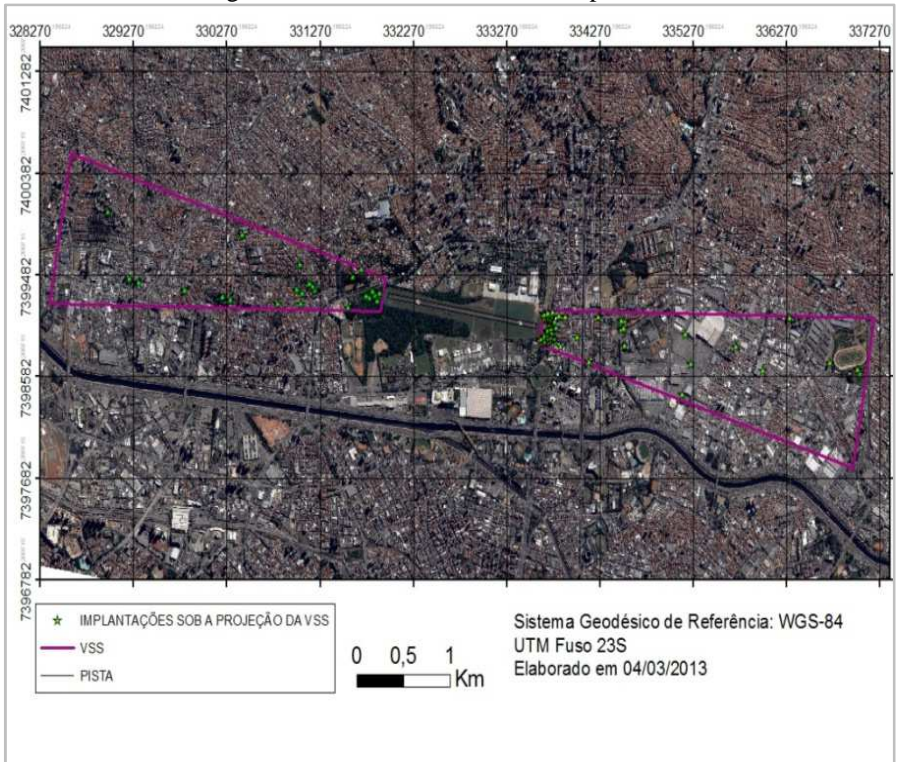 328270 329270 330270 331270 332270 333270 334270 335270 336270 337270
7401282
7400382
7399482
7398582
7397682
7396782
IMPLANTAÇÕES SOB A PROJEÇÃO DA VSS
VSS
PISTA
0 0,5 1
Km
Sistema Geodésico de Referência: WGS-84
UTM Fuso 23S
Elaborado em 04/03/2013